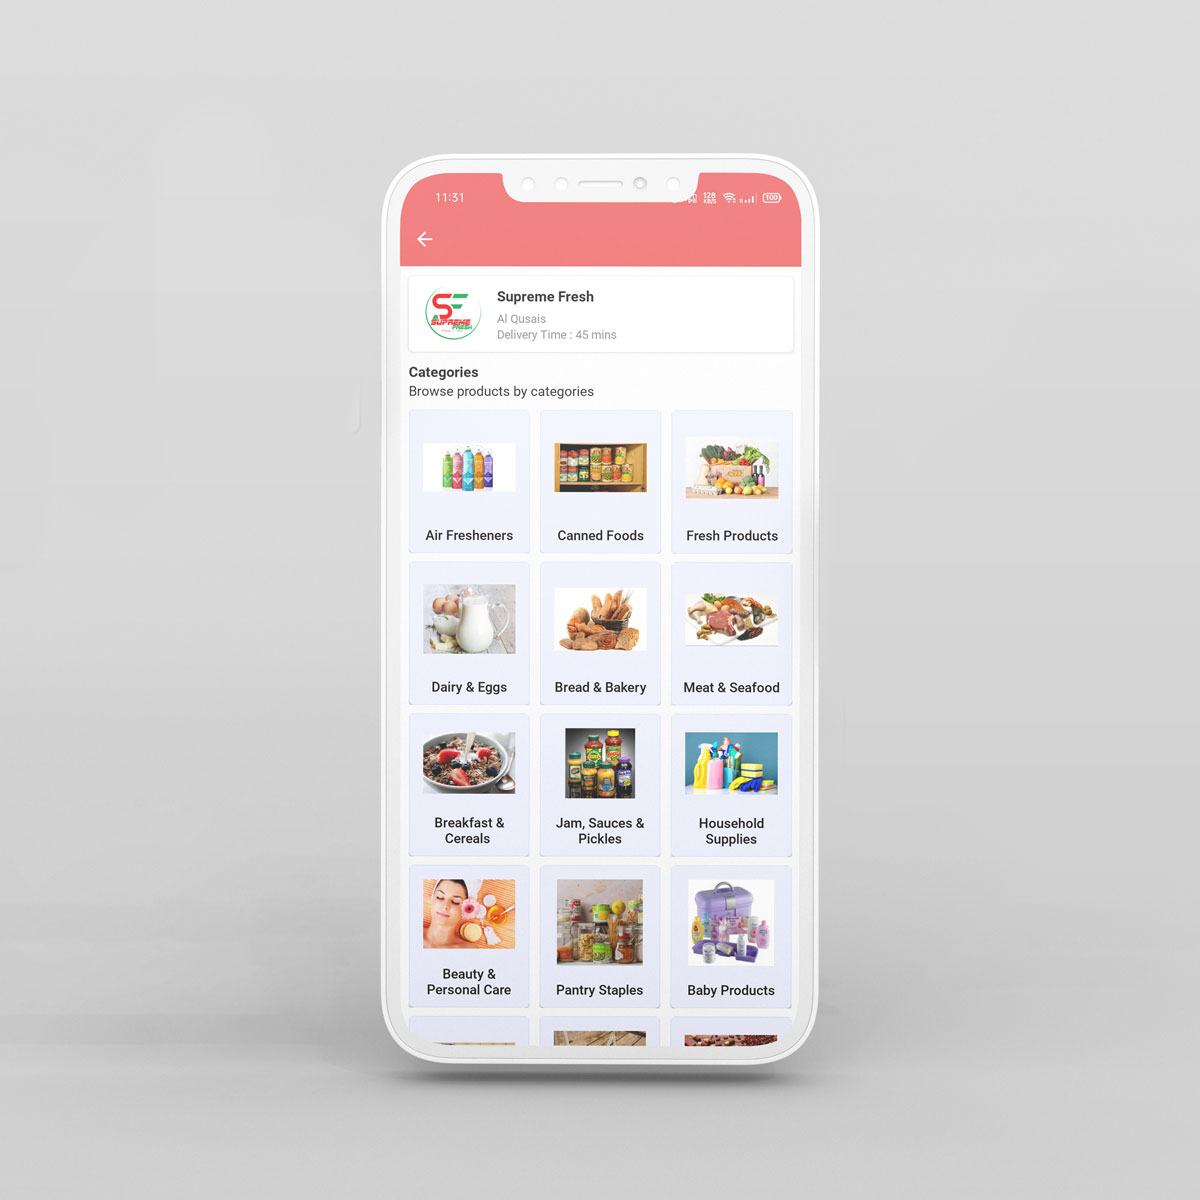 11:31
128
KB/S
100
SF
SUPREME
FRESH
Supreme Fresh
Al Qusais
Delivery Time : 45 mins
Categories
Browse products by categories
Air Fresheners
Canned Foods
Fresh Products
Dairy & Eggs
Bread & Bakery
Meat & Seafood
Breakfast &
Cereals
Jam, Sauces &
Pickles
Household
Supplies
Beauty &
Personal Care
Pantry Staples
Baby Products